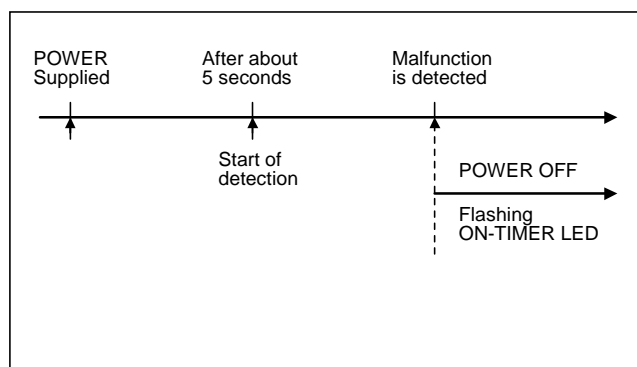 POWER
Supplied
After about
5 seconds
Malfunction
is detected
Start of
detection
POWER OFF
Flashing
ON-TIMER LED